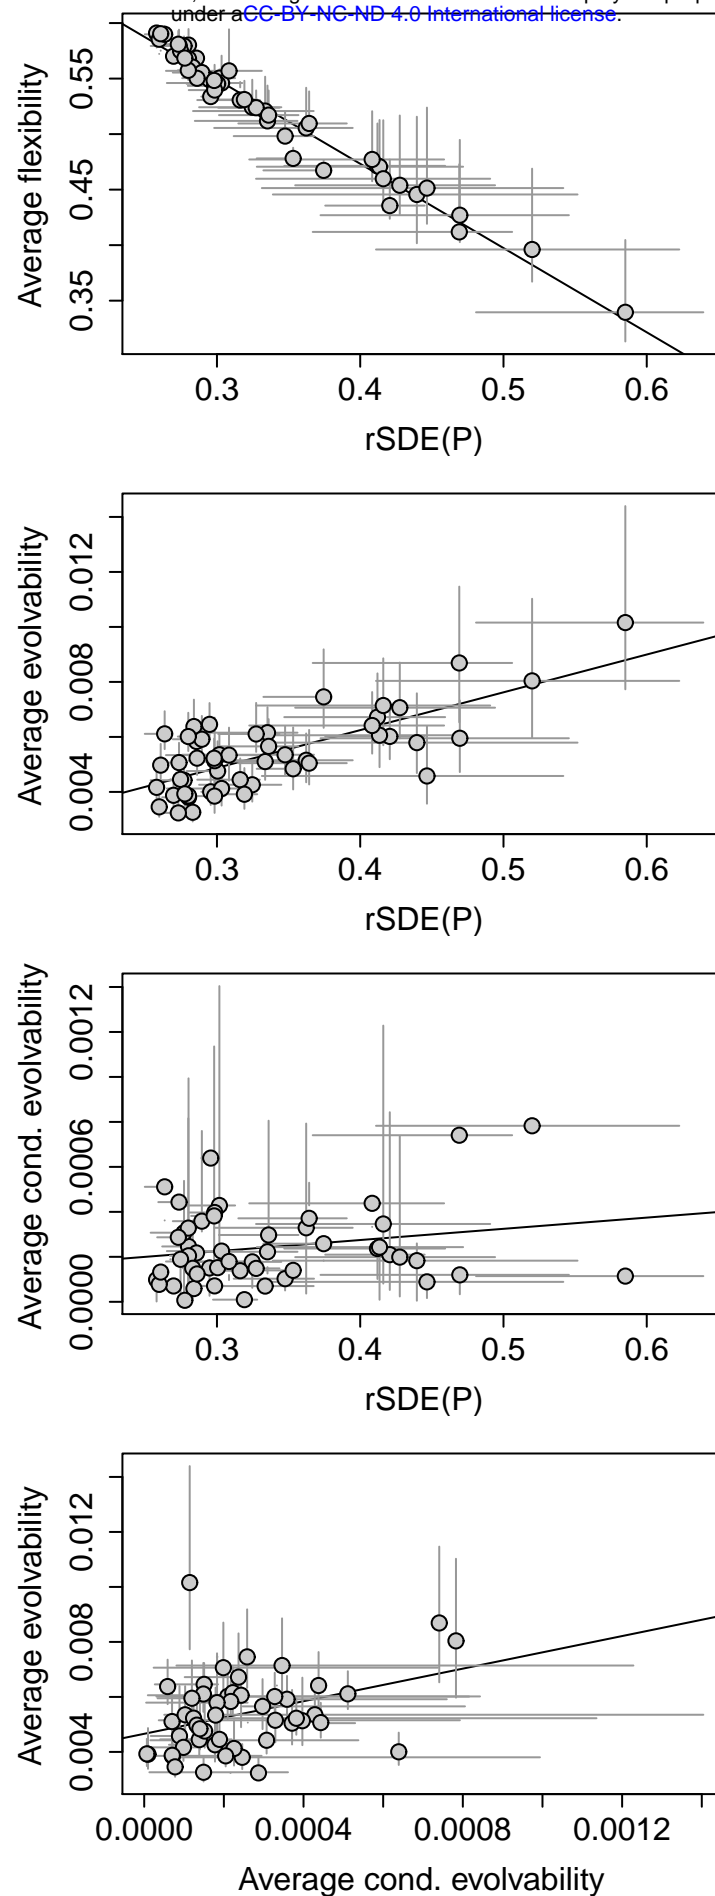 under aCC-BY-NC-ND 4.0 International license.
Average flexibility
0.55
0.45
0.35
0.3 0.4 0.5 0.6
rSDE(P)
Average evolvability
0.012
0.008
0.004
0.3 0.4 0.5 0.6
rSDE(P)
Average cond. evolvability
0.0012
0.0006
0.0000
0.3 0.4 0.5 0.6
rSDE(P)
Average evolvability
0.012
0.008
0.004
0.0000 0.0004 0.0008 0.0012
Average cond. evolvability